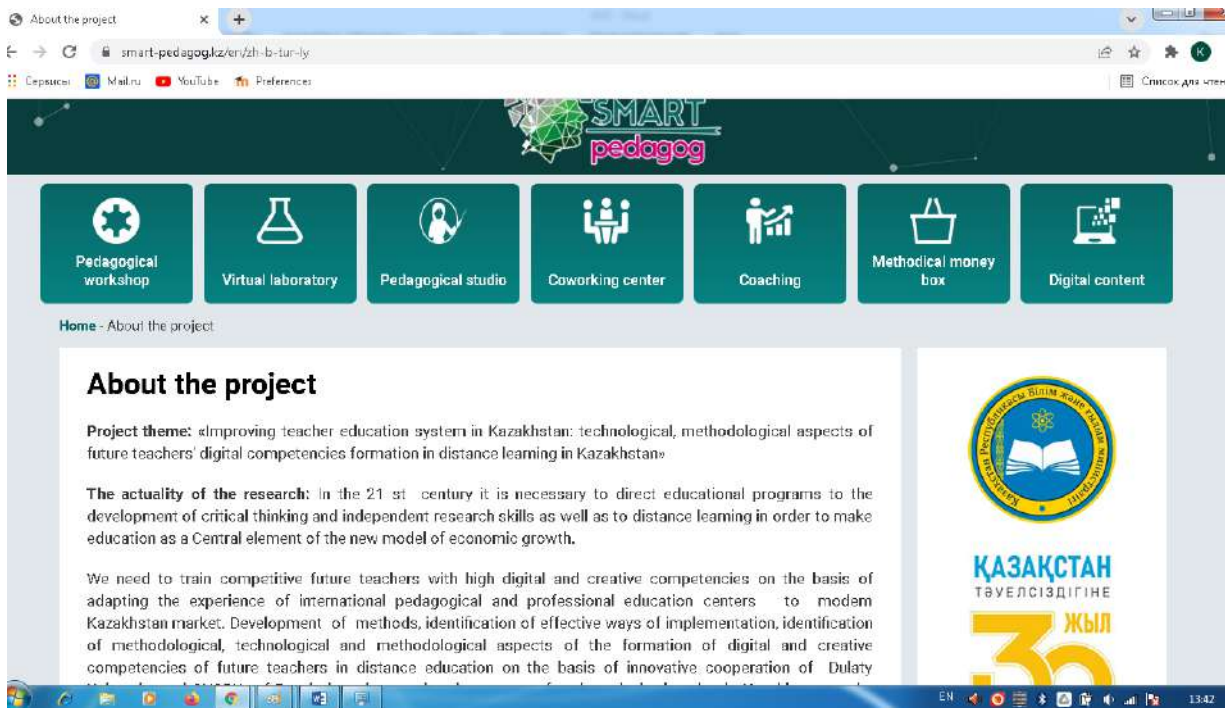 About the project
smart-pedagog.kz/en/zh-b-tur-ly
K
Сервисы Mail.ru YouTube Preferences
Список для чтен
SMART
pedagog
Pedagogical
workshop
Virtual laboratory
Pedagogical studio
Coworking center
Coaching
Methodical money
box
Digital content
Home - About the project
About the project
Project theme: «Improving teacher education system in Kazakhstan: technological, methodological aspects of
future teachers' digital competencies formation in distance learning in Kazakhstan»
The actuality of the research: In the 21 st century it is necessary to direct educational programs to the
development of critical thinking and independent research skills as well as to distance learning in order to make
education as a Central element of the new model of economic growth.
We need to train competitive future teachers with high digital and creative competencies on the basis of
adapting the experience of international pedagogical and professional education centers to modern
Kazakhstan market. Development of methods, identification of effective ways of implementation, identification
of methodological, technological and methodological aspects of the formation of digital and creative
competencies of future teachers in distance education on the basis of innovative cooperation of Dulaty
Қазақстан Республикасы Білім және ғылым министрлігі
ҚАЗАҚСТАН
ТӘУЕЛСІЗДІГІНЕ
30 ЖЫЛ
EN
13:42